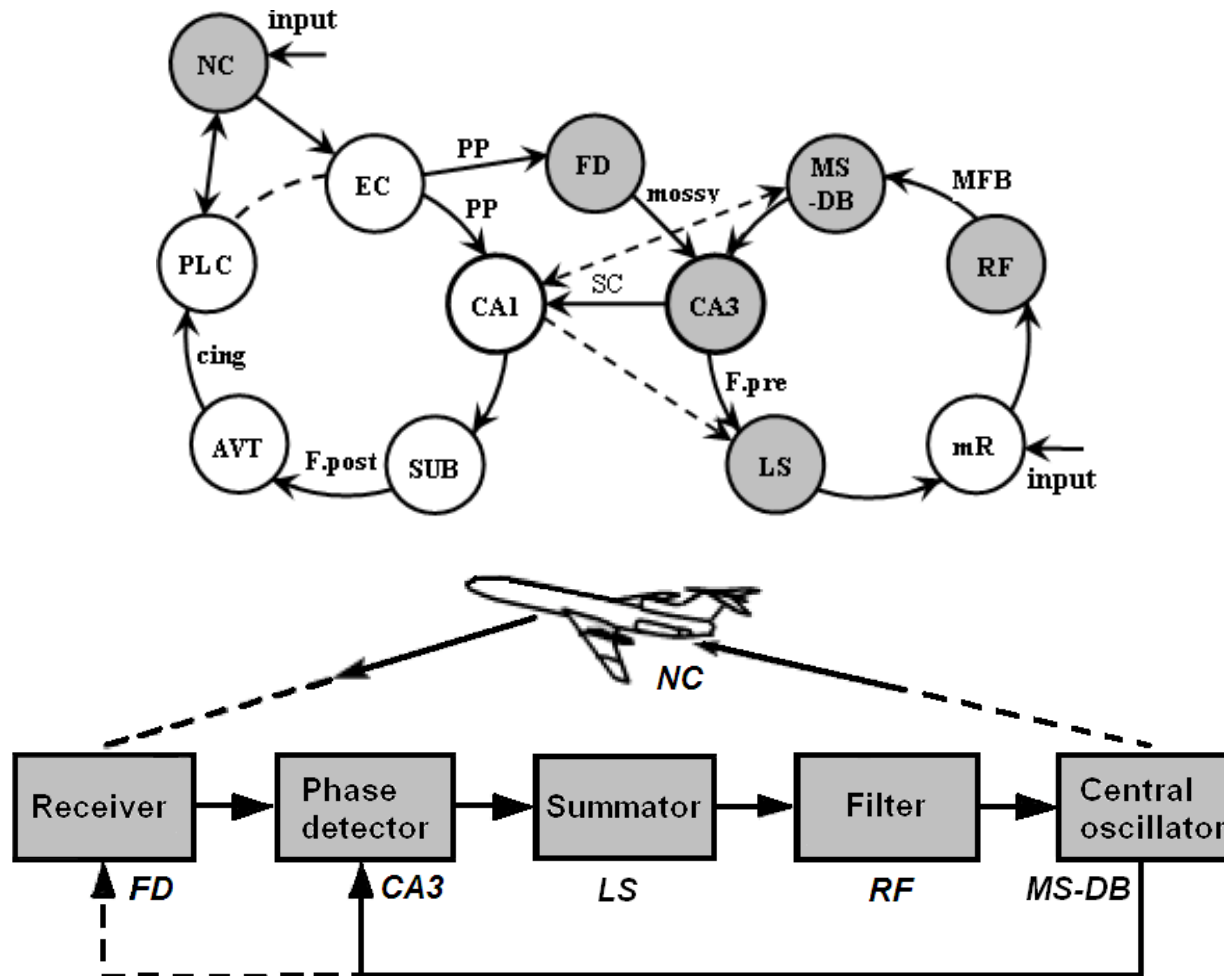 input
NC
EC
PP
FD
MS
-DB
MFB
mossy
PP
PLC
RF
CA1
SC
CA3
cing
F.pre
AVT
F.post
SUB
LS
mR
input
NC
Receiver
Phase
detector
Summator
Filter
Central
oscillator
FD
CA3
LS
RF
MS-DB